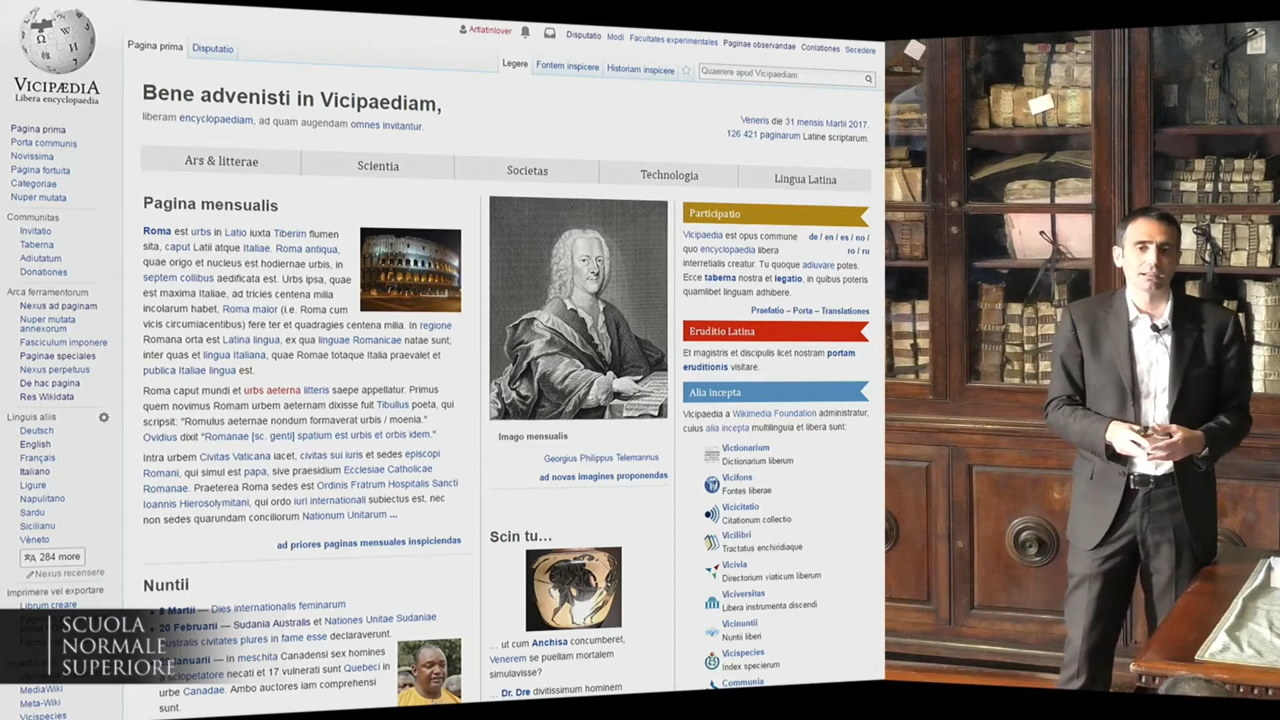 VICIPÆDIA
Libera encyclopaedia
Pagina prima
Porta communis
Novissima
Pagina fortuita
Categoriae
Nuper mutata
Communitas
Invitatio
Taberna
Adiutatum
Donationes
Arca ferramentorum
Nexus ad paginam
Nuper mutata
annexorum
Fasciculum imponere
Paginae speciales
Nexus perpetuus
De hac pagina
Res Wikidata
Linguis aliis
Deutsch
English
Français
Italiano
Ligure
Napulitano
Sardu
Sicilianu
Vèneto
284 more
Nexus recensere
Imprimere vel exportare
Librum creare
MediaWiki
Meta-Wiki
Vicispecies
Artlatinlover
Disputatio Modi Facultates experimentales Paginae observandae Conlationes Secedere
Pagina prima Disputatio
Legere Fontem inspicere Historiam inspicere
Quaerere apud Vicipaediam
Bene advenisti in Vicipaediam,
liberam encyclopaediam, ad quam augendam omnes invitantur.
Veneris die 31 mensis Martii 2017.
126 421 paginarum Latine scriptarum.
Ars & litterae Scientia Societas Technologia Lingua Latina
Pagina mensualis
Roma est urbs in Latio iuxta Tiberim flumen
sita, caput Latii atque Italiae. Roma antiqua,
quae origo et nucleus est hodiernae urbis, in
septem collibus aedificata est. Urbs ipsa, quae
est maxima Italiae, ad tricies centena milia
incolarum habet, Roma maior (i.e. Roma cum
vicis circumiacentibus) fere ter et quadragies centena milia. In regione
Romana orta est Latina lingua, ex qua linguae Romanicae natae sunt;
inter quas et lingua Italiana, quae Romae totaque Italia praevalet et
publica Italiae lingua est.
Roma caput mundi et urbs aeterna litteris saepe appellatur. Primus
quem novimus Romam urbem aeternam dixisse fuit Tibullus poeta, qui
scripsit: "Romulus aeternae nondum formaverat urbis / moenia."
Ovidius dixit "Romanae [sc. genti] spatium est urbis et orbis idem."
Intra urbem Civitas Vaticana iacet, civitas sui iuris et sedes episcopi
Romani, qui simul est papa, sive praesidium Ecclesiae Catholicae
Romanae. Praeterea Roma sedes est Ordinis Fratrum Hospitalis Sancti
Ioannis Hierosolymitani, qui ordo iuri internationali subiectus est, nec
non sedes quarundam conciliorum Nationum Unitarum ...
ad priores paginas mensuales inspiciendas
Nuntii
8 Martii — Dies internationalis feminarum
20 Februarii — Sudania Australis et Nationes Unitae Sudaniae
Australis civitates plures in fame esse declaraverunt.
Ianuarii — In meschita Canadensi sex homines
sclopetario necati et 17 vulnerati sunt Quebeci in
urbe Canadae. Ambo auctores iam comprehensi
sunt.
Imago mensualis
Georgius Philippus Telemannus
ad novas imagines proponendas
Scin tu...
... ut cum Anchisa concumberet,
Venerem se puellam mortalem
simulavisse?
... Dr. Dre divitissimum hominem
Participatio
Vicipaedia est opus commune
quo encyclopaedia libera
interretialis creatur. Tu quoque adiuvare potes.
Ecce taberna nostra et legatio, in quibus poteris
quamlibet linguam adhibere.
de / en / es / no /
ro / ru
Praefatio – Porta – Translationes
Eruditio Latina
Et magistris et discipulis licet nostram portam
eruditionis visitare.
Alia incepta
Vicipaedia a Wikimedia Foundation administratur,
cuius alia incepta multilinguia et libera sunt:
Victionarium
Dictionarium liberum
Vicifons
Fontes liberae
Vicicitatio
Citationum collectio
Vicilibri
Tractatus enchiridiaque
Vicivia
Directorium viaticum liberum
Viciversitas
Libera instrumenta discendi
Vicinuntii
Nuntii liberi
Vicispecies
Index specierum
Communia
SCUOLA
NORMALE
SUPERIORE